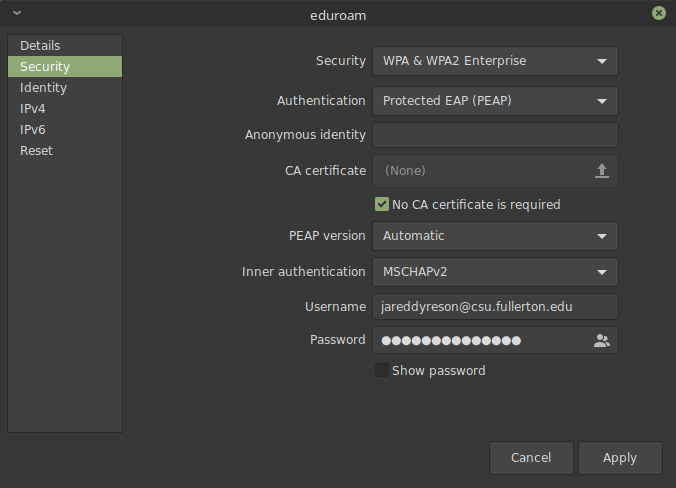 eduroam
Details
Security
Identity
IPv4
IPv6
Reset
Security WPA & WPA2 Enterprise
Authentication Protected EAP (PEAP)
Anonymous identity
CA certificate (None)
No CA certificate is required
PEAP version Automatic
Inner authentication MSCHAPv2
Username jareddyreson@csu.fullerton.edu
Password ●●●●●●●●●●●●●●
Show password
Cancel Apply